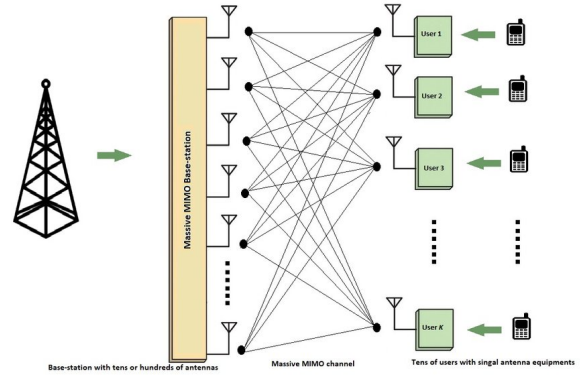 Massive MIMO Base-station
User 1
User 2
User 3
User K
Base-station with tens or hundreds of antennas
Massive MIMO channel
Tens of users with singal antenna equipments